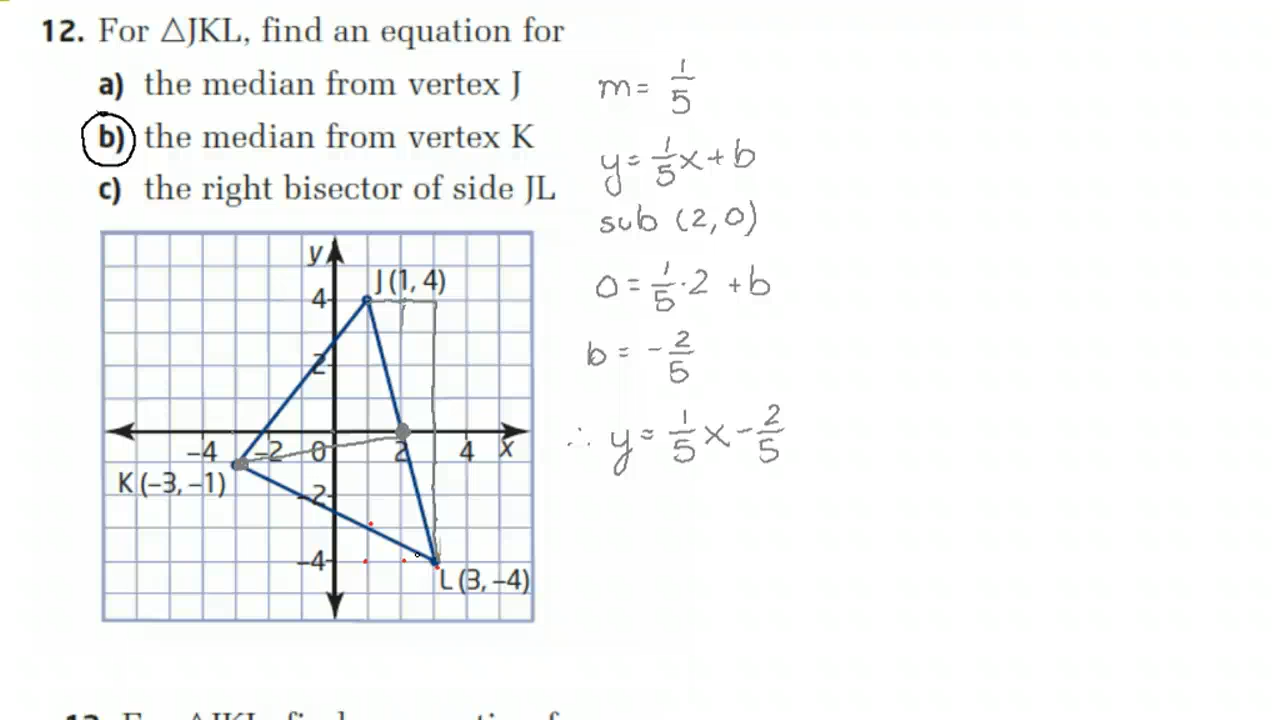 12. For △JKL, find an equation for
a) the median from vertex J
b) the median from vertex K
c) the right bisector of side JL
m = 1/5
y = 1/5 x + b
sub (2, 0)
0 = 1/5 · 2 + b
b = - 2/5
∴ y = 1/5 x - 2/5
y
J (1, 4)
4
2
-4 -2 0 2 4 x
K (-3, -1)
-2
-4
L (3, -4)